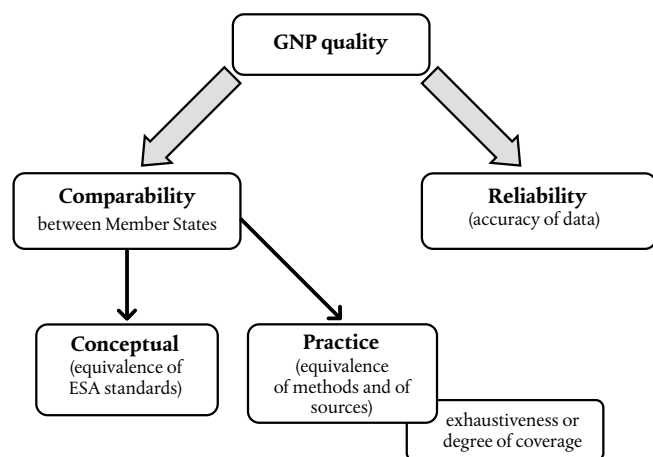 GNP quality
Comparability
between Member States
Reliability
(accuracy of data)
Conceptual
(equivalence of
ESA standards)
Practice
(equivalence
of methods and of
sources)
exhaustiveness or
degree of coverage